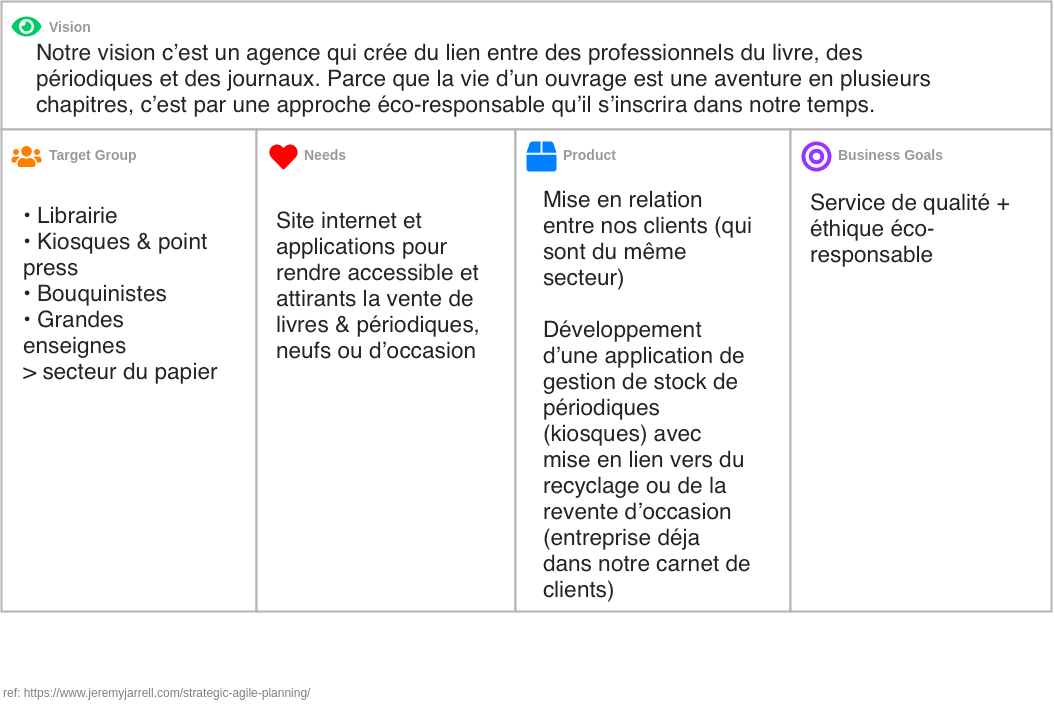 Vision
Notre vision c’est un agence qui crée du lien entre des professionnels du livre, des
périodiques et des journaux. Parce que la vie d’un ouvrage est une aventure en plusieurs
chapitres, c’est par une approche éco-responsable qu’il s’inscrira dans notre temps.
Target Group
• Librairie
• Kiosques & point
press
• Bouquinistes
• Grandes
enseignes
> secteur du papier
Needs
Site internet et
applications pour
rendre accessible et
attirants la vente de
livres & périodiques,
neufs ou d’occasion
Product
Mise en relation
entre nos clients (qui
sont du même
secteur)
Développement
d’une application de
gestion de stock de
périodiques
(kiosques) avec
mise en lien vers du
recyclage ou de la
revente d’occasion
(entreprise déja
dans notre carnet de
clients)
Business Goals
Service de qualité +
éthique éco-
responsable
ref: https://www.jeremyjarrell.com/strategic-agile-planning/